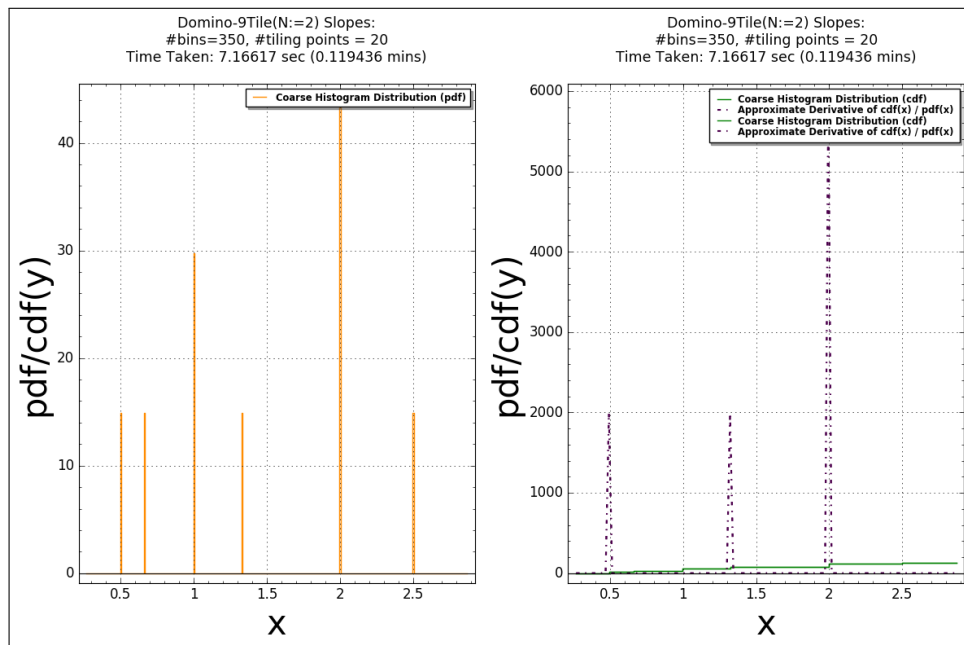 Domino-9Tile(N:=2) Slopes:
#bins=350, #tiling points = 20
Time Taken: 7.16617 sec (0.119436 mins)
Coarse Histogram Distribution (pdf)
pdf/cdf(y)
40
30
20
10
0
0.5 1 1.5 2 2.5
x
Domino-9Tile(N:=2) Slopes:
#bins=350, #tiling points = 20
Time Taken: 7.16617 sec (0.119436 mins)
Coarse Histogram Distribution (cdf)
Approximate Derivative of cdf(x) / pdf(x)
Coarse Histogram Distribution (cdf)
Approximate Derivative of cdf(x) / pdf(x)
pdf/cdf(y)
6000
5000
4000
3000
2000
1000
0
0.5 1 1.5 2 2.5
x